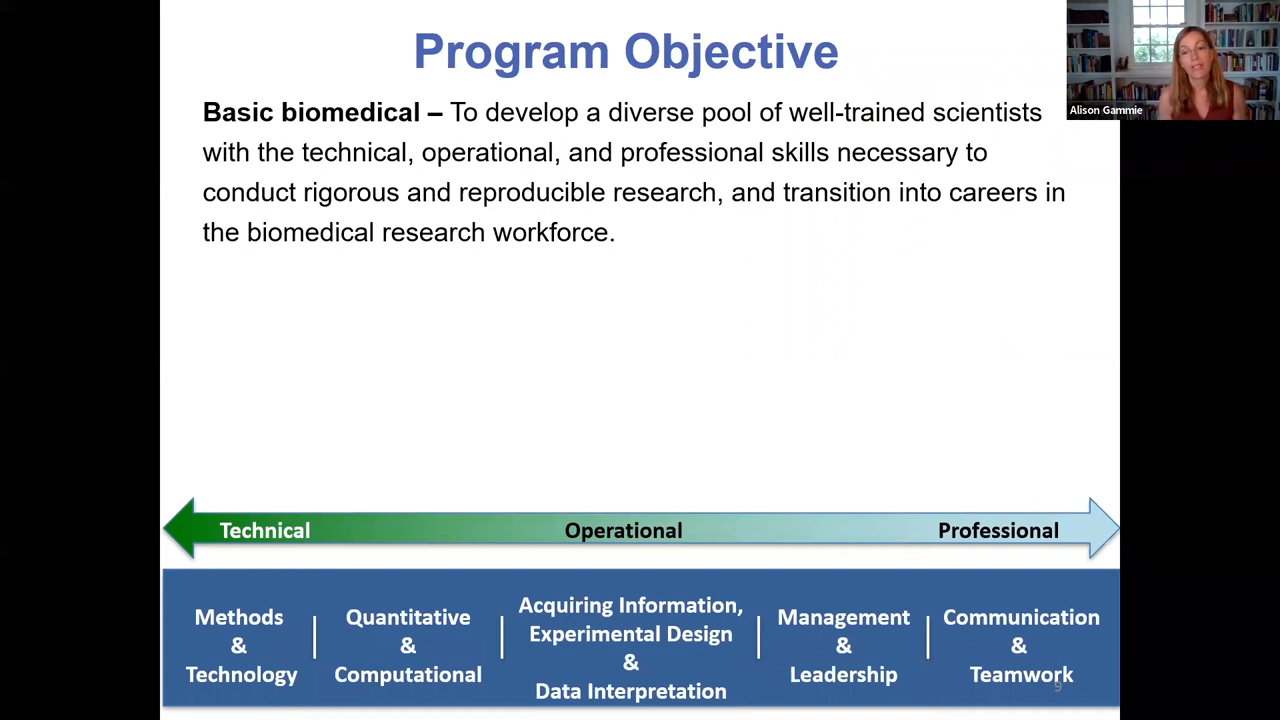 Program Objective
Alison Gammie
Basic biomedical – To develop a diverse pool of well-trained scientists
with the technical, operational, and professional skills necessary to
conduct rigorous and reproducible research, and transition into careers in
the biomedical research workforce.
Technical Operational Professional
Methods
&
Technology
Quantitative
&
Computational
Acquiring Information,
Experimental Design
&
Data Interpretation
Management
&
Leadership
Communication
&
Teamwork
9